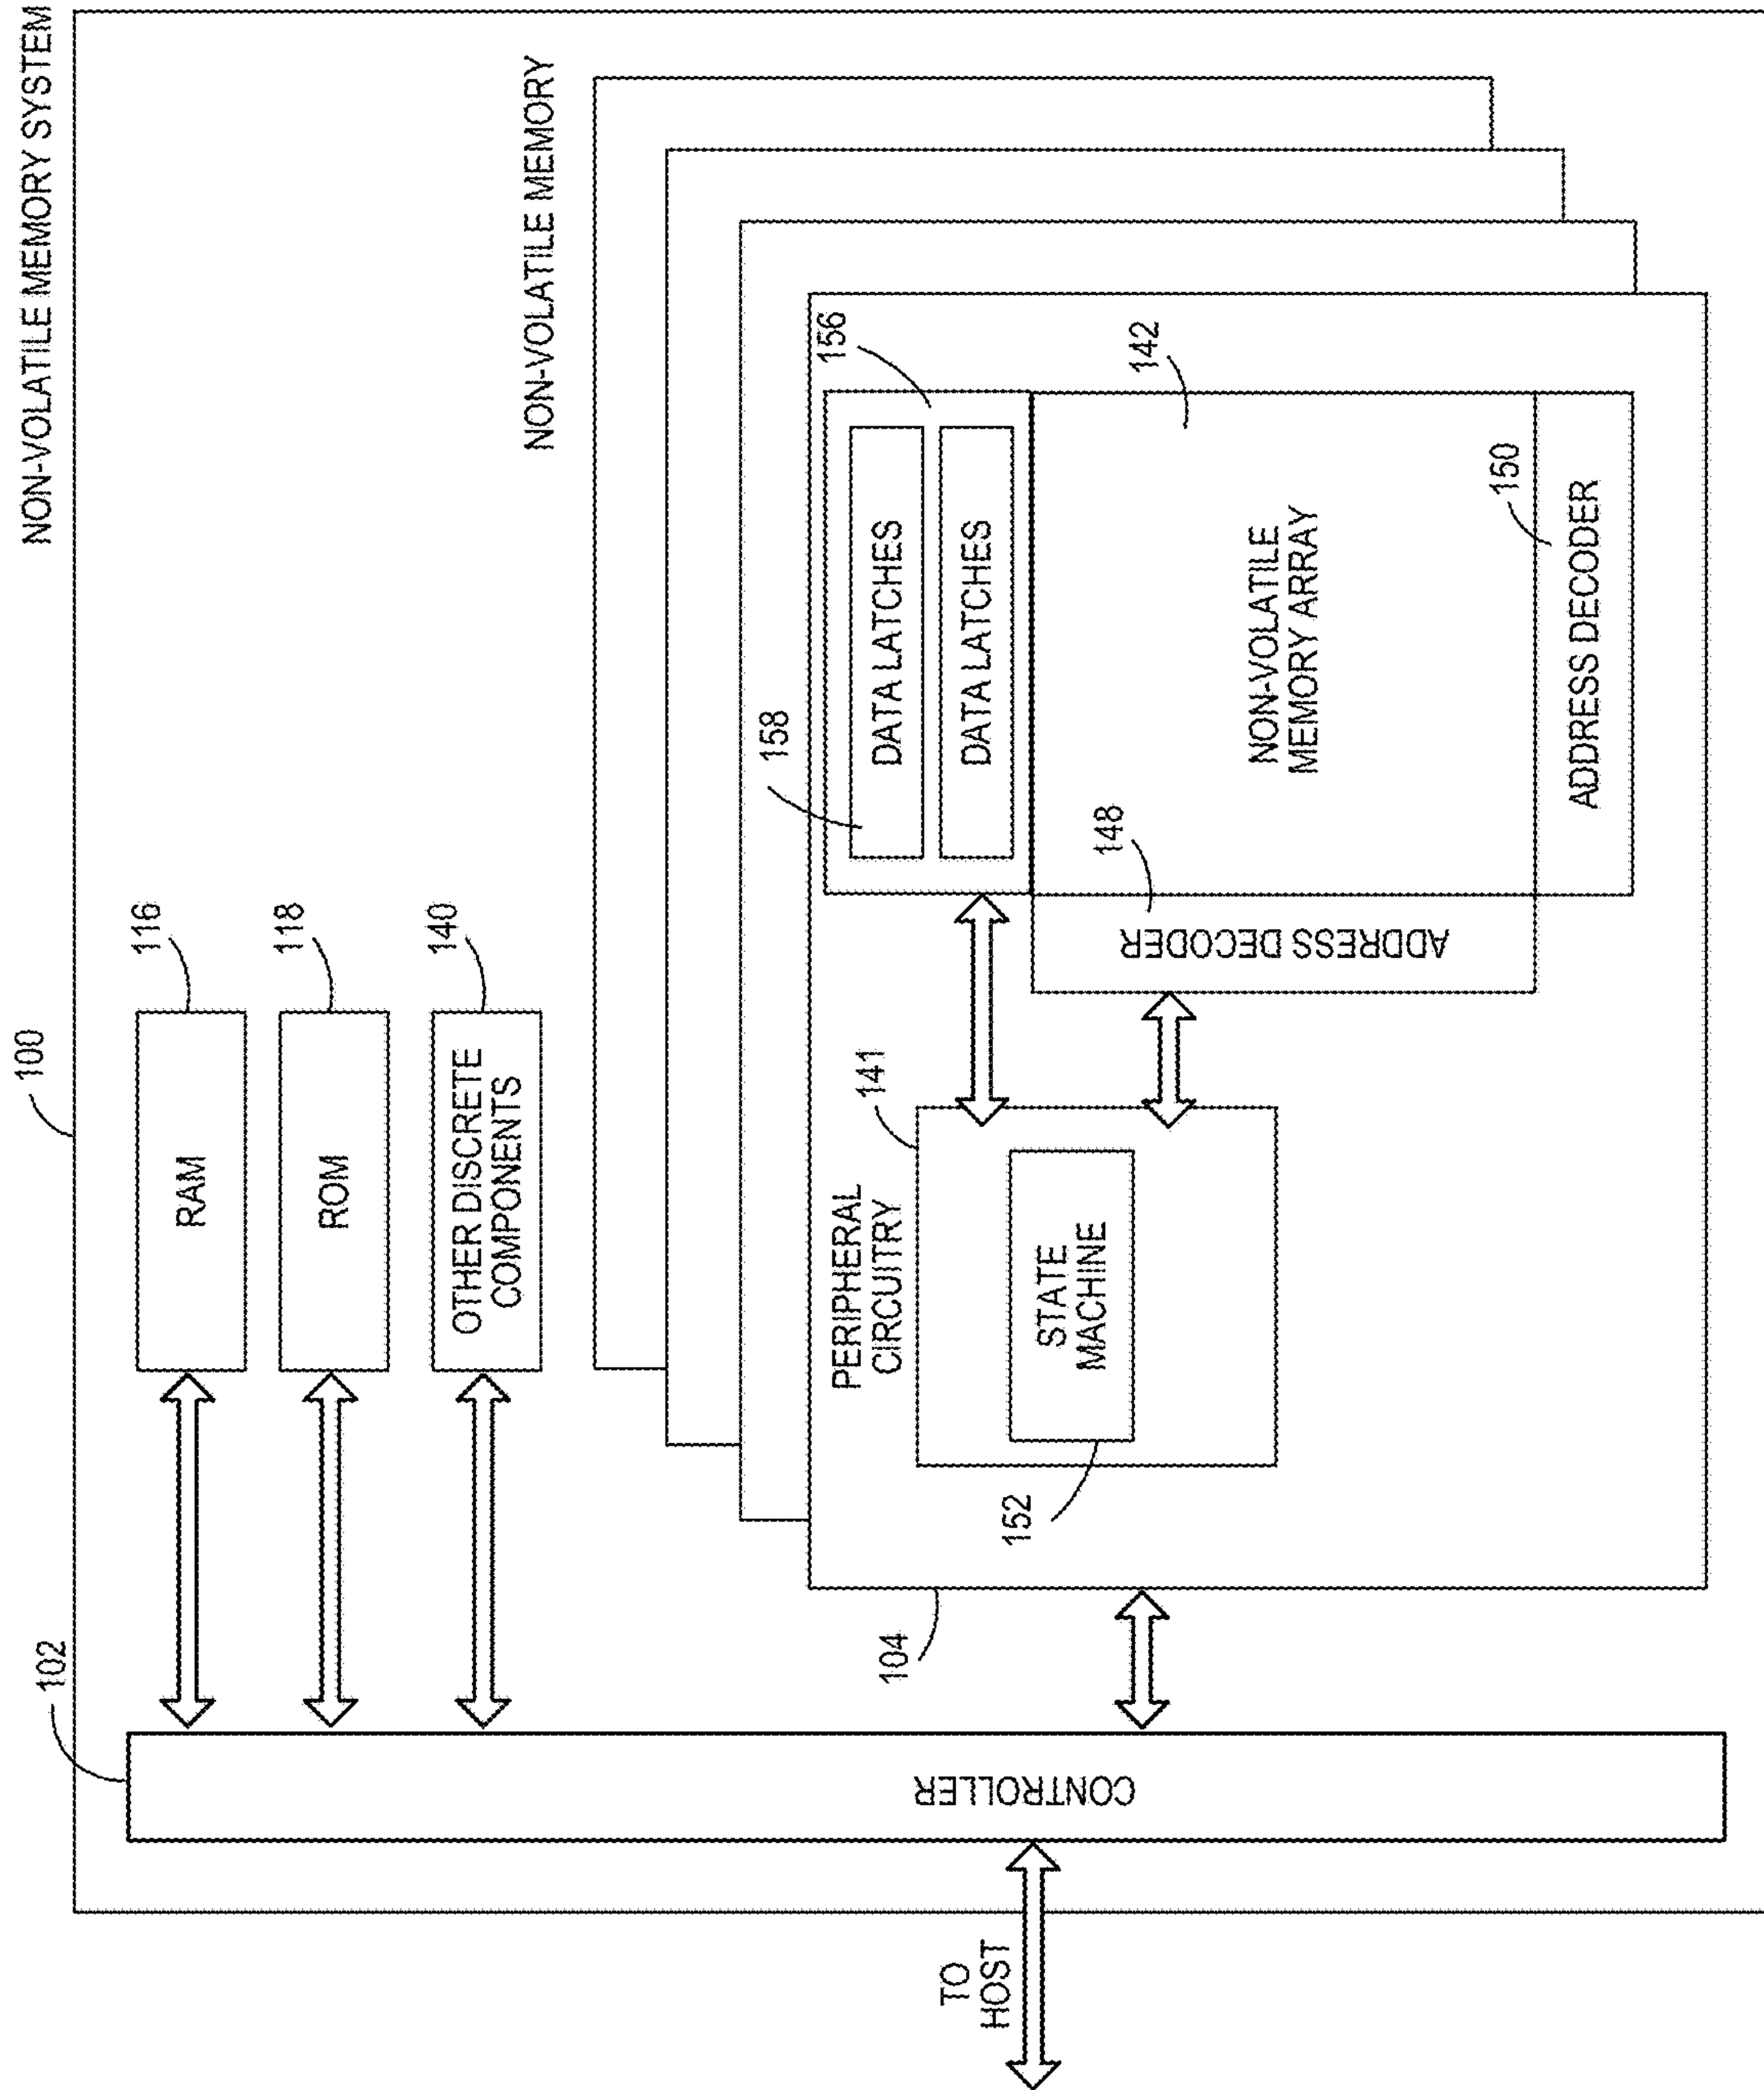 NON-VOLATILE MEMORY SYSTEM
100
102
116
RAM
118
ROM
140
OTHER DISCRETE
COMPONENTS
NON-VOLATILE MEMORY
CONTROLLER
TO
HOST
104
PERIPHERAL
CIRCUITRY
141
STATE
MACHINE
152
158
156
DATA LATCHES
DATA LATCHES
148
ADDRESS DECODER
142
NON-VOLATILE
MEMORY ARRAY
150
ADDRESS DECODER